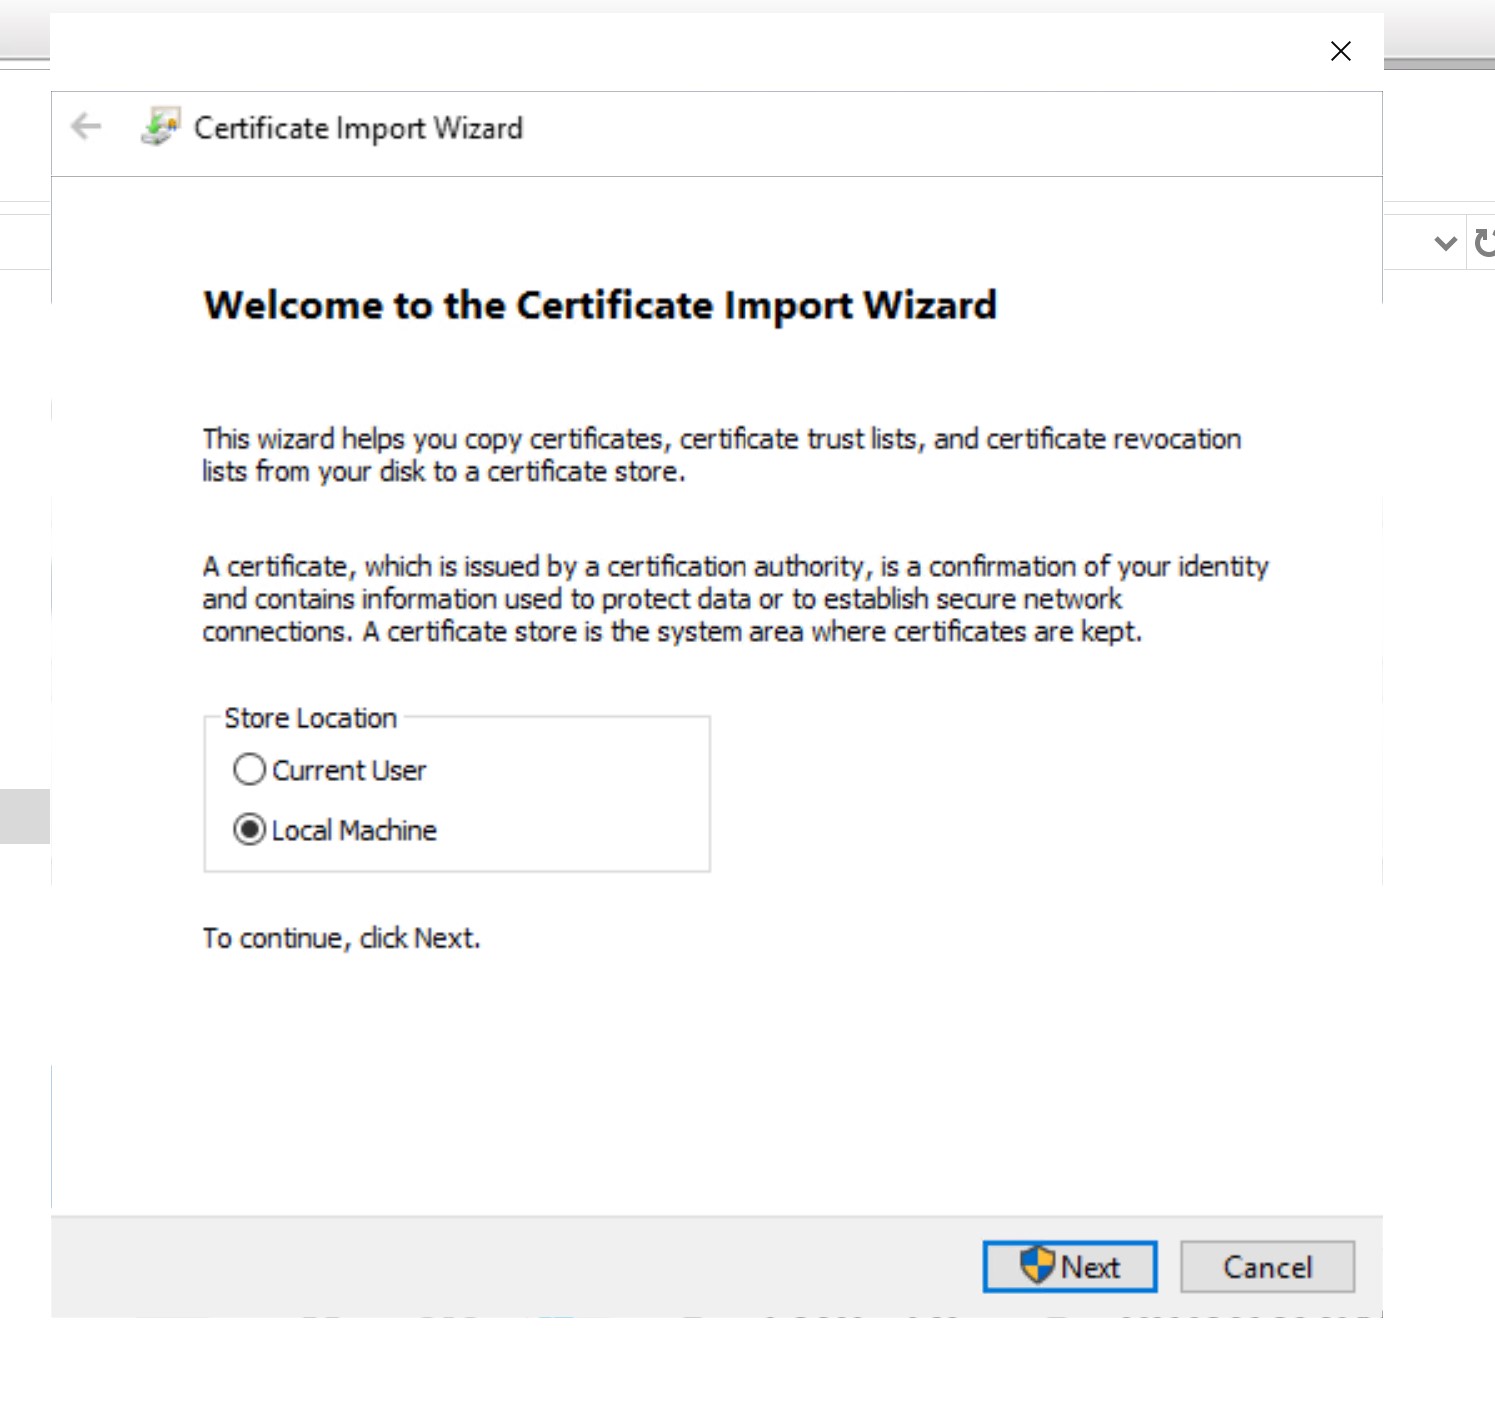 Certificate Import Wizard
Welcome to the Certificate Import Wizard
This wizard helps you copy certificates, certificate trust lists, and certificate revocation
lists from your disk to a certificate store.
A certificate, which is issued by a certification authority, is a confirmation of your identity
and contains information used to protect data or to establish secure network
connections. A certificate store is the system area where certificates are kept.
Store Location
Current User
Local Machine
To continue, click Next.
Next
Cancel